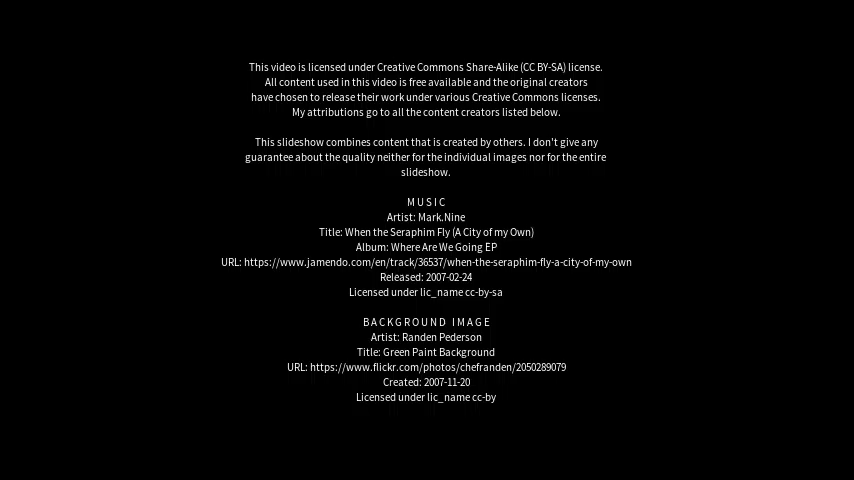 This video is licensed under Creative Commons Share-Alike (CC BY-SA) license.
All content used in this video is free available and the original creators
have chosen to release their work under various Creative Commons licenses.
My attributions go to all the content creators listed below.
This slideshow combines content that is created by others. I don't give any
guarantee about the quality neither for the individual images nor for the entire
slideshow.
MUSIC
Artist: Mark.Nine
Title: When the Seraphim Fly (A City of my Own)
Album: Where Are We Going EP
URL: https://www.jamendo.com/en/track/36537/when-the-seraphim-fly-a-city-of-my-own
Released: 2007-02-24
Licensed under lic_name cc-by-sa
BACKGROUND IMAGE
Artist: Randen Pederson
Title: Green Paint Background
URL: https://www.flickr.com/photos/chefranden/2050289079
Created: 2007-11-20
Licensed under lic_name cc-by